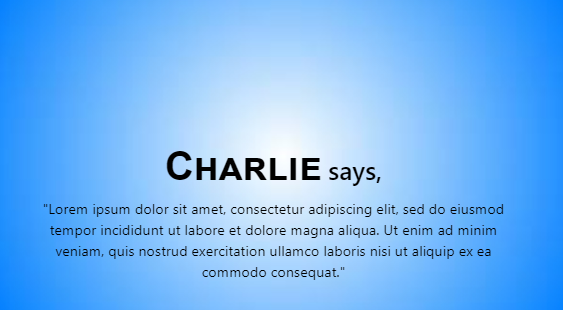 CHARLIE says,
"Lorem ipsum dolor sit amet, consectetur adipiscing elit, sed do eiusmod
tempor incididunt ut labore et dolore magna aliqua. Ut enim ad minim
veniam, quis nostrud exercitation ullamco laboris nisi ut aliquip ex ea
commodo consequat."